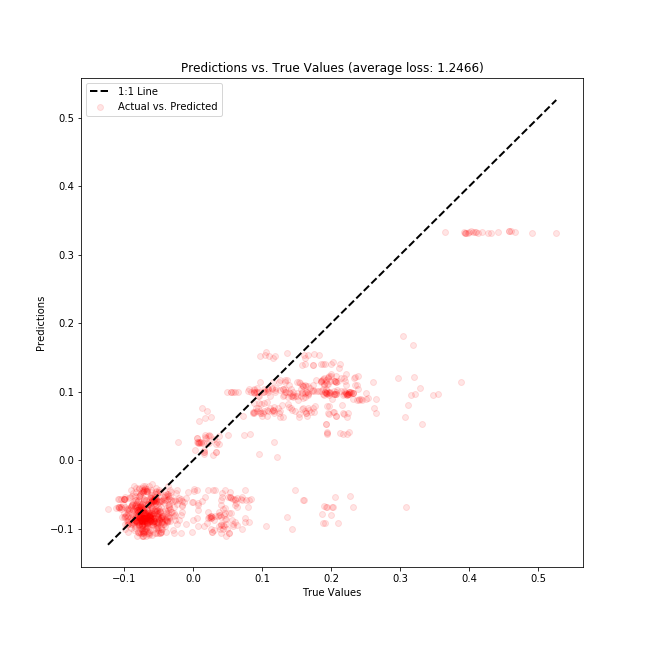 Predictions vs. True Values (average loss: 1.2466)
1:1 Line
Actual vs. Predicted
0.5
0.4
0.3
0.2
0.1
0.0
−0.1
Predictions
−0.1 0.0 0.1 0.2 0.3 0.4 0.5
True Values